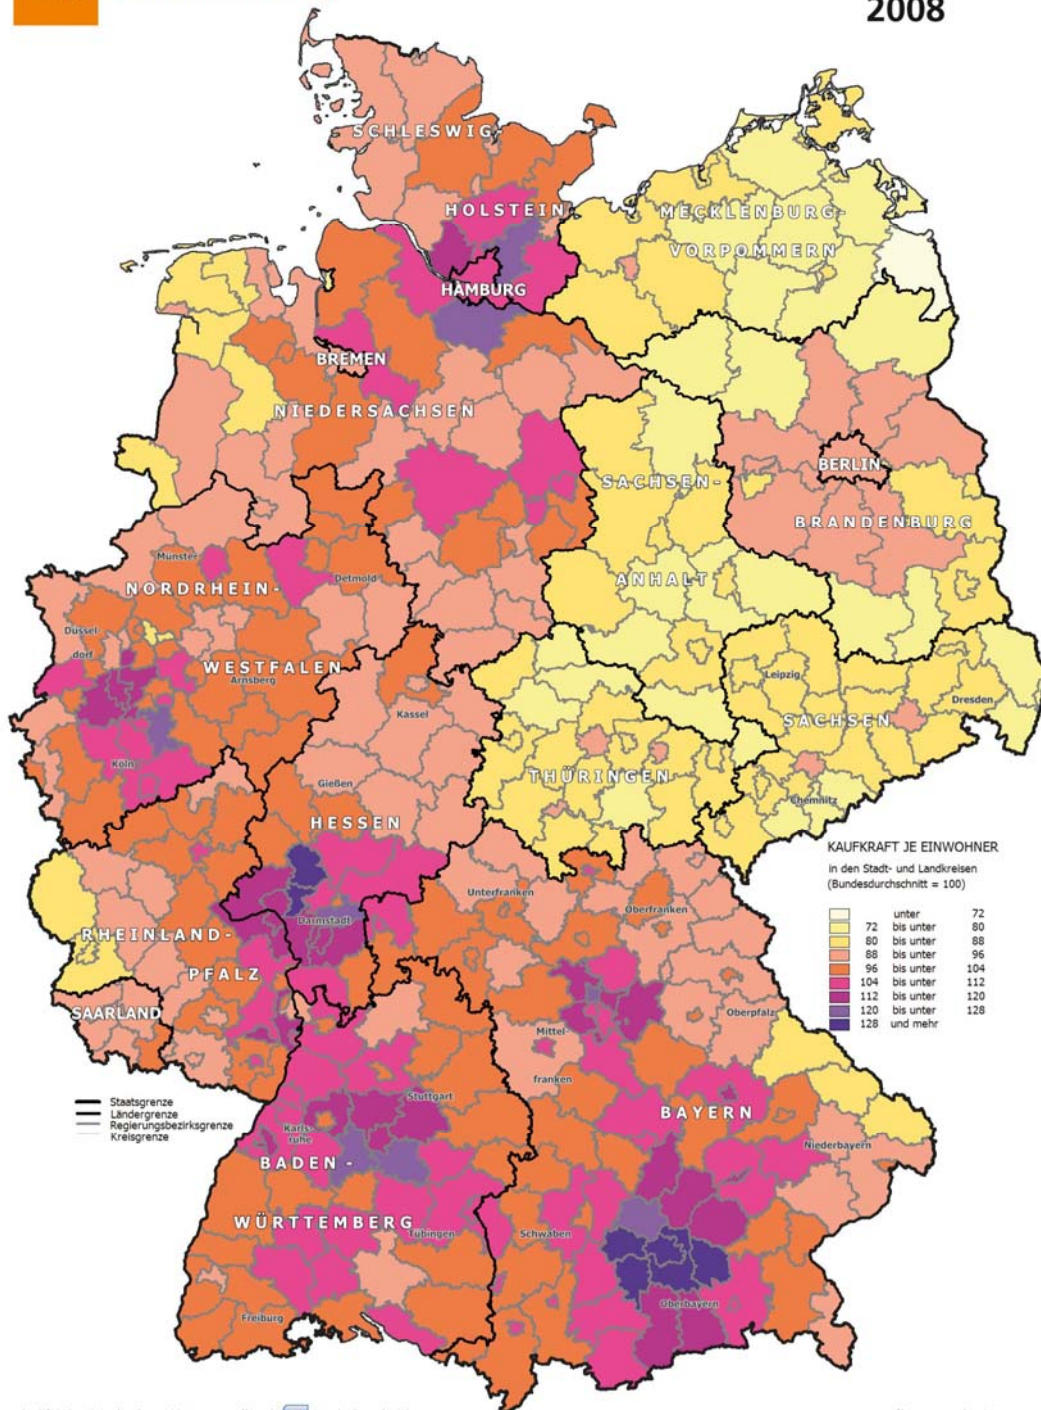 2008
SCHLESWIG-
HOLSTEIN
MECKLENBURG-
VORPOMMERN
HAMBURG
BREMEN
NIEDERSACHSEN
BERLIN
SACHSEN-
BRANDENBURG
Münster
NORDRHEIN-
Detmold
ANHALT
Düssel-
dorf
WESTFALEN
Arnsberg
Leipzig
Dresden
Kassel
SACHSEN
Köln
Gießen
THÜRINGEN
Chemnitz
HESSEN
KAUFKRAFT JE EINWOHNER
in den Stadt- und Landkreisen
(Bundesdurchschnitt = 100)
unter 72
72 bis unter 80
80 bis unter 88
88 bis unter 96
96 bis unter 104
104 bis unter 112
112 bis unter 120
120 bis unter 128
128 und mehr
Unterfranken
Oberfranken
Darmstadt
RHEINLAND-
PFALZ
SAARLAND
Oberpfalz
Mittel-
franken
Staatsgrenze
Ländergrenze
Regierungsbezirksgrenze
Kreisgrenze
Stuttgart
Karls-
ruhe
BAYERN
Niederbayern
BADEN-
WÜRTTEMBERG
Tübingen
Schwaben
Oberbayern
Freiburg